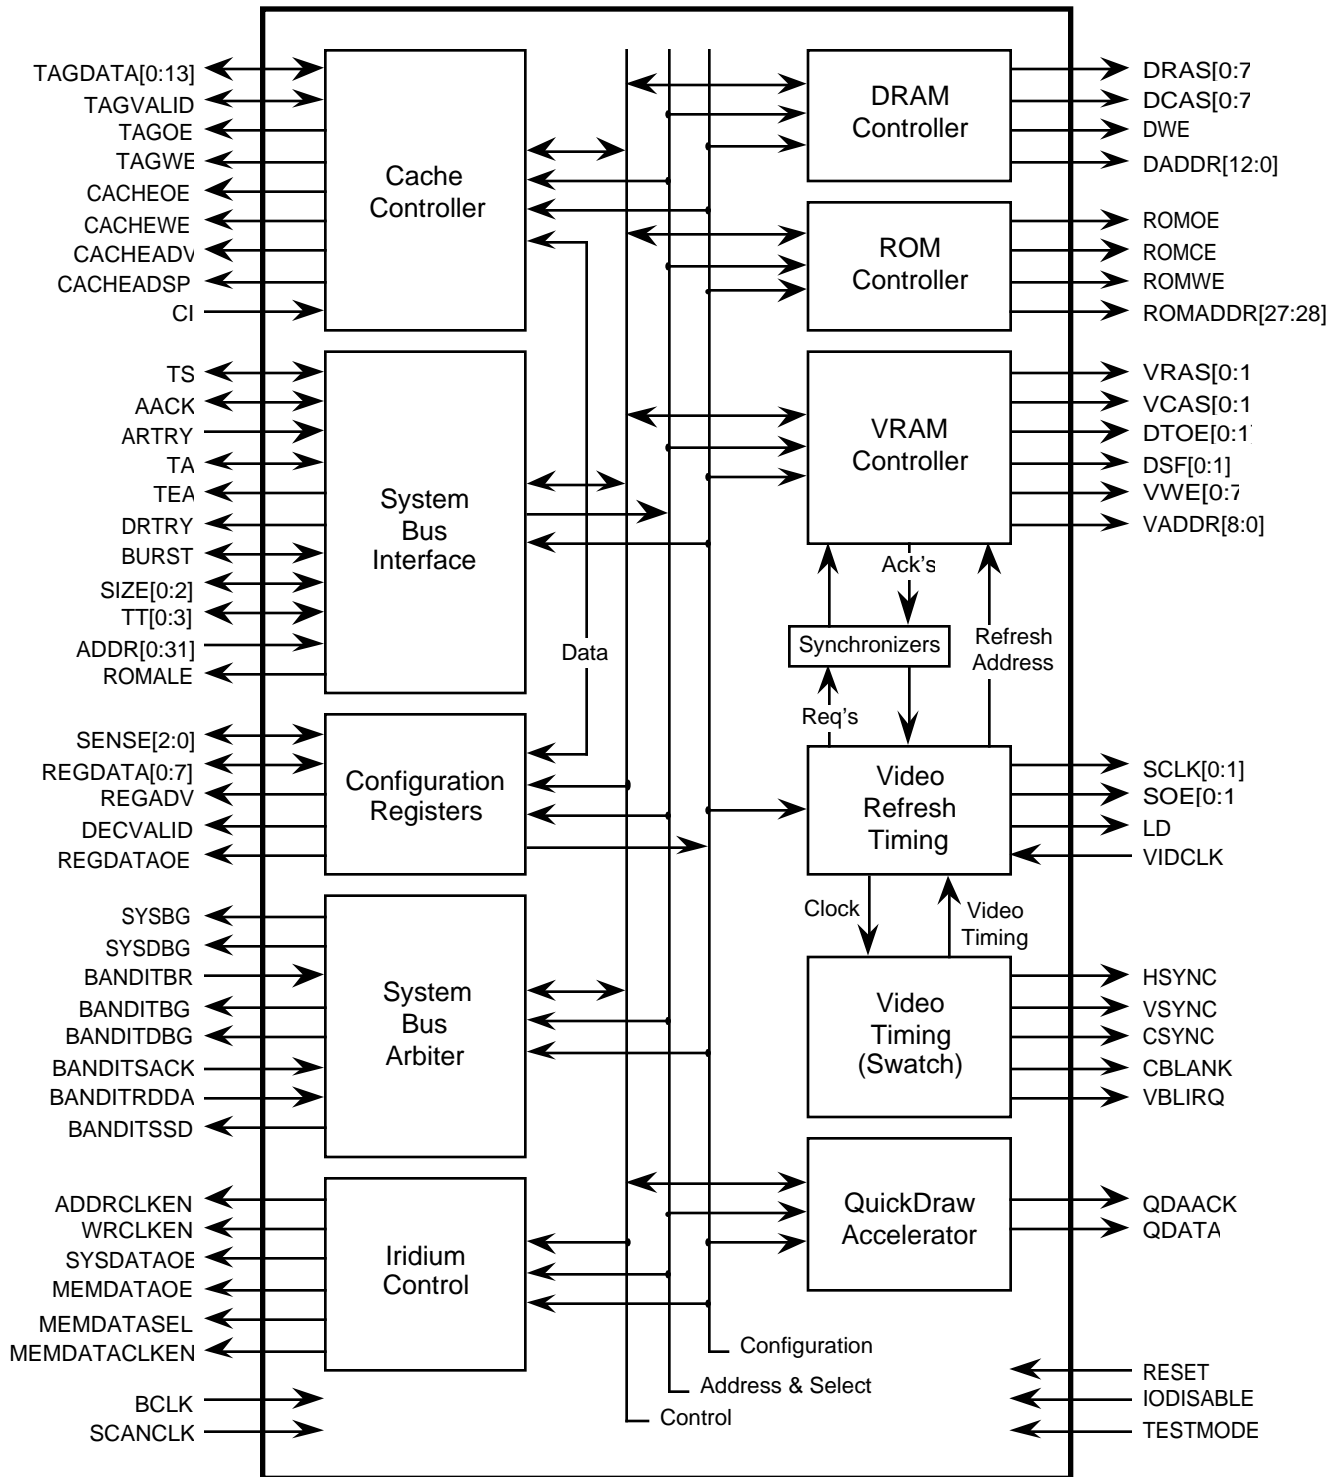 TAGDATA[0:13]
TAGVALID
TAGOE
TAGWE
CACHEOE
CACHEWE
CACHEADV
CACHEADSP
CI
Cache
Controller
TS
AACK
ARTRY
TA
TEA
DRTRY
BURST
SIZE[0:2]
TT[0:3]
ADDR[0:31]
ROMALE
System
Bus
Interface
SENSE[2:0]
REGDATA[0:7]
REGADV
DECVALID
REGDATAOE
Configuration
Registers
SYSBG
SYSDBG
BANDITBR
BANDITBG
BANDITDBG
BANDITSACK
BANDITRDDA
BANDITSSD
System
Bus
Arbiter
ADDRCLKEN
WRCLKEN
SYSDATAOE
MEMDATAOE
MEMDATASEL
MEMDATACLKEN
Iridium
Control
BCLK
SCANCLK
Data
Configuration
Address & Select
Control
DRAM
Controller
DRAS[0:7
DCAS[0:7
DWE
DADDR[12:0]
ROM
Controller
ROMOE
ROMCE
ROMWE
ROMADDR[27:28]
VRAM
Controller
VRAS[0:1
VCAS[0:1
DTOE[0:1]
DSF[0:1]
VWE[0:7
VADDR[8:0]
Ack's
Synchronizers
Refresh
Address
Req's
Video
Refresh
Timing
SCLK[0:1]
SOE[0:1
LD
VIDCLK
Clock
Video
Timing
Video
Timing
(Swatch)
HSYNC
VSYNC
CSYNC
CBLANK
VBLIRQ
QuickDraw
Accelerator
QDAACK
QDATA
RESET
IODISABLE
TESTMODE